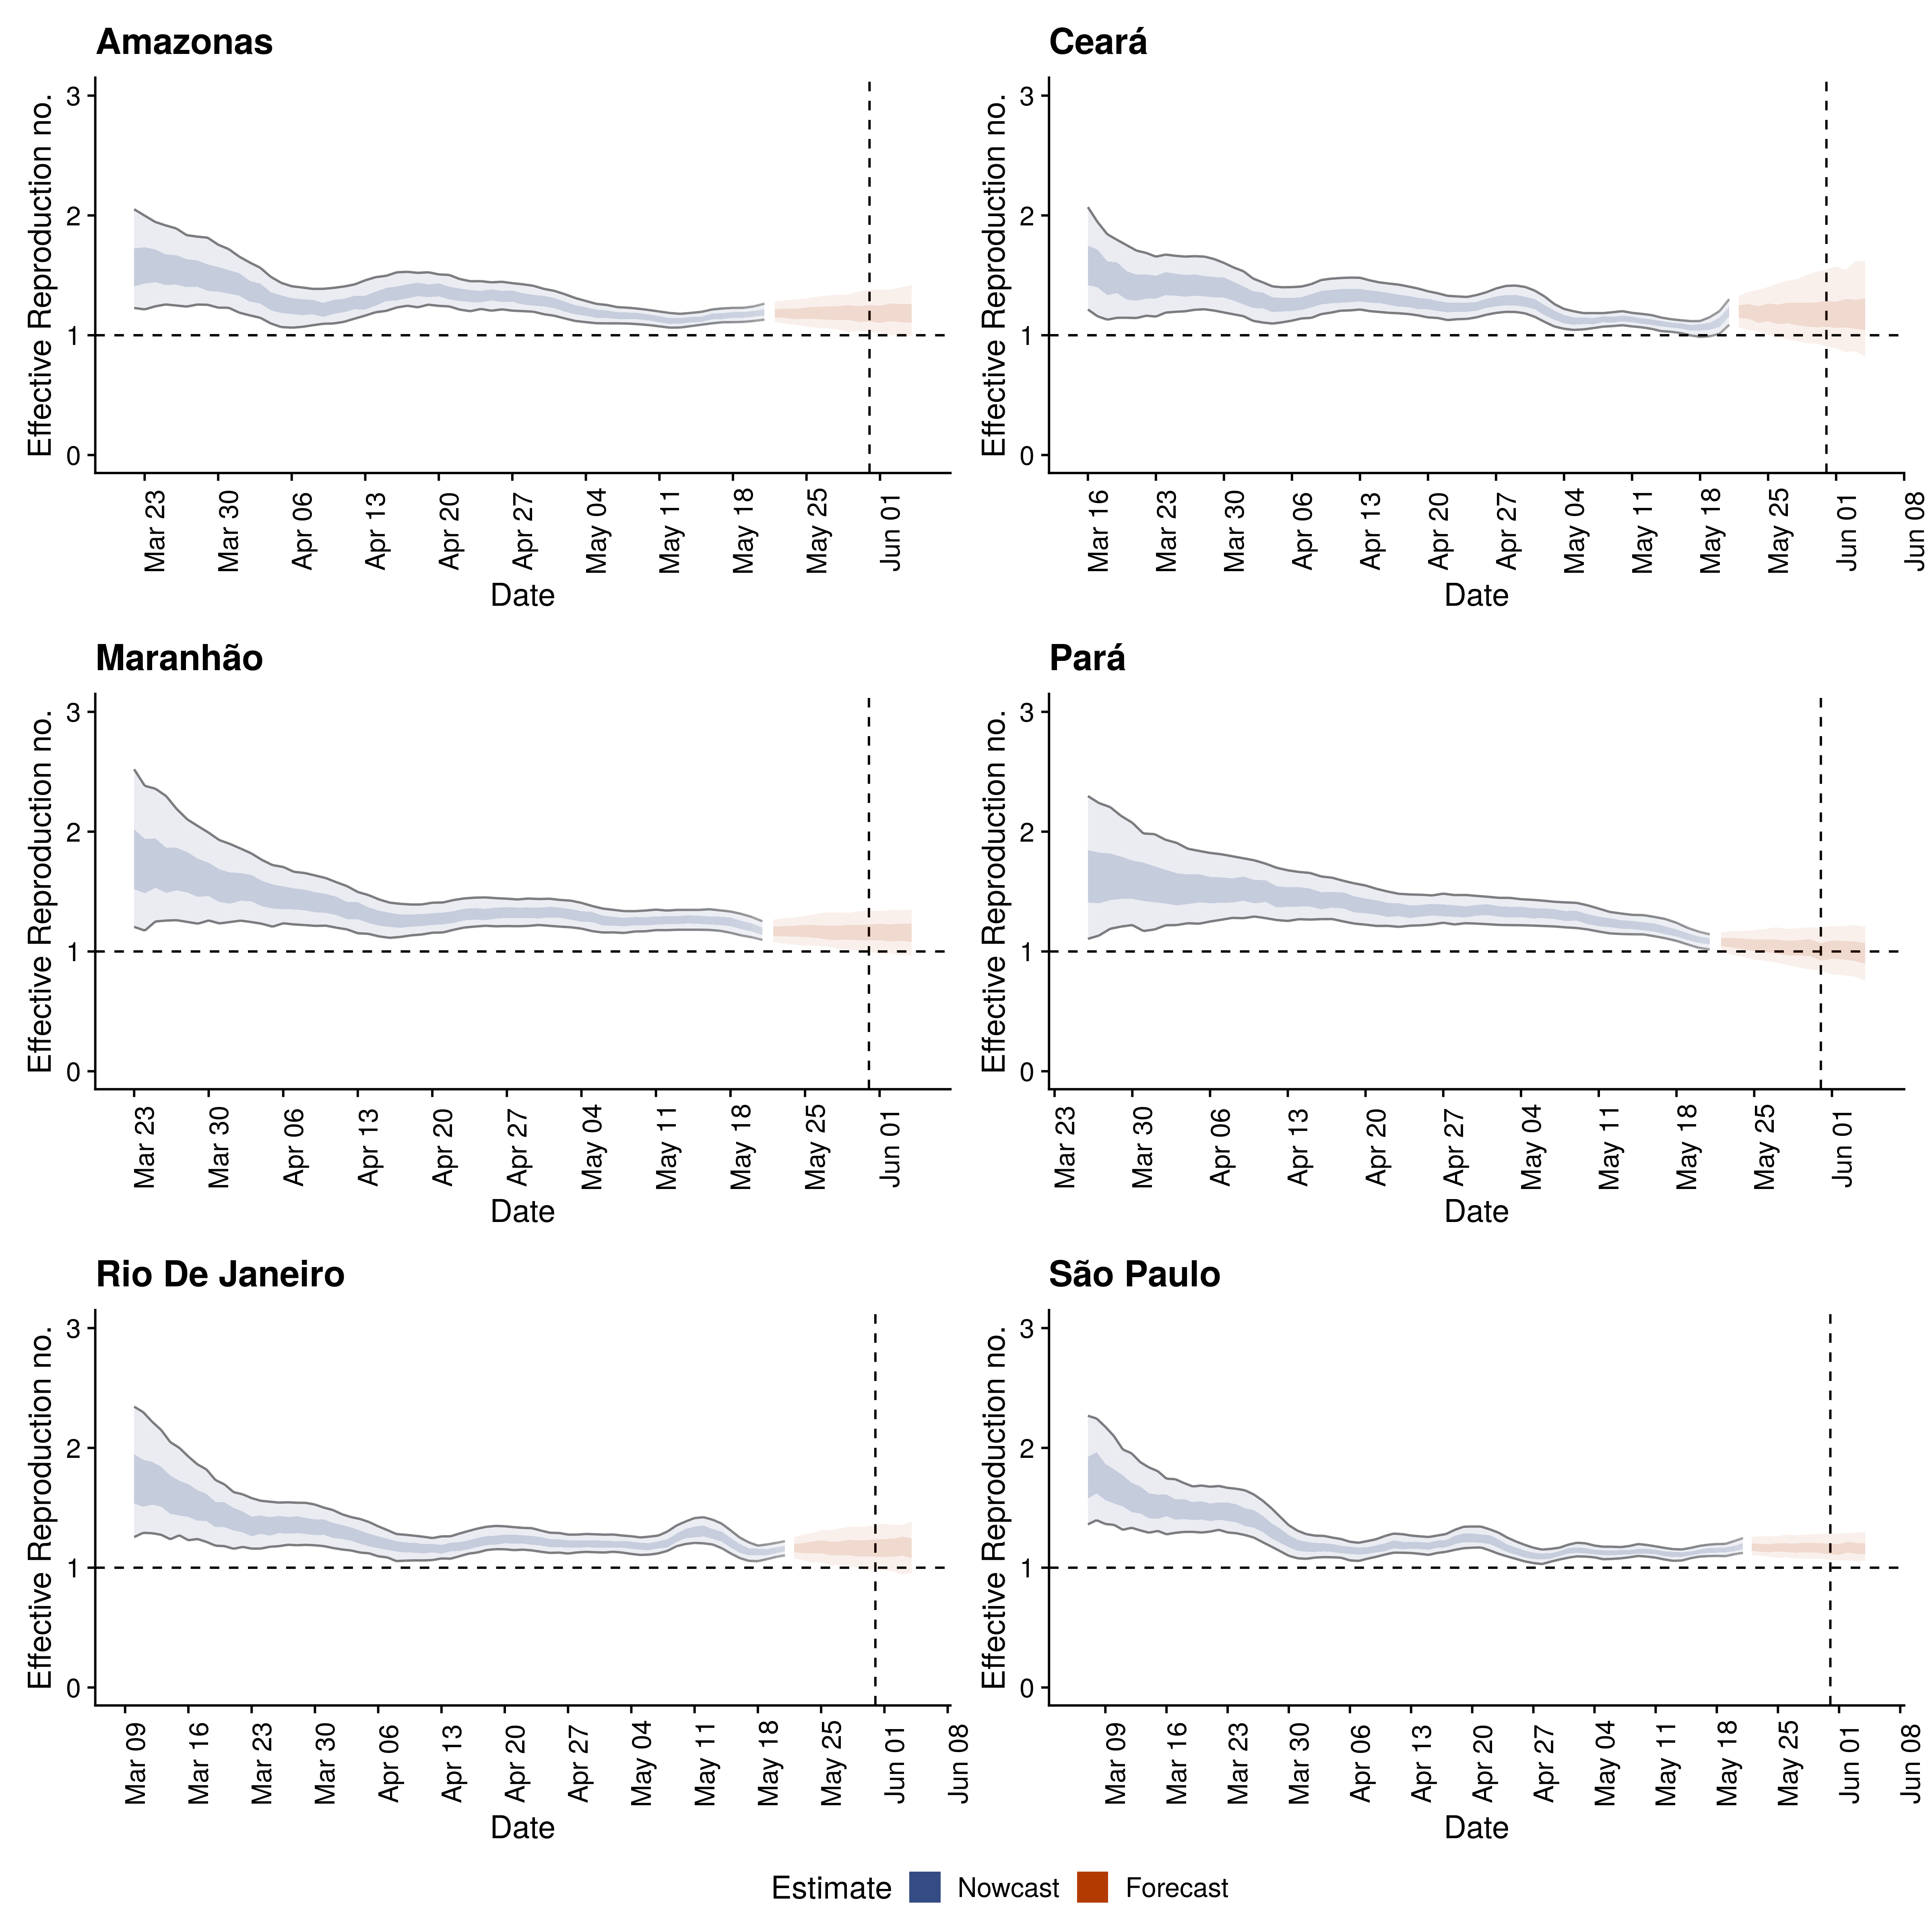 Amazonas
Effective Reproduction no.
3
2
1
0
Mar 23
Mar 30
Apr 06
Apr 13
Apr 20
Apr 27
May 04
May 11
May 18
May 25
Jun 01
Date
Ceará
Effective Reproduction no.
3
2
1
0
Mar 16
Mar 23
Mar 30
Apr 06
Apr 13
Apr 20
Apr 27
May 04
May 11
May 18
May 25
Jun 01
Jun 08
Date
Maranhão
Effective Reproduction no.
3
2
1
0
Mar 23
Mar 30
Apr 06
Apr 13
Apr 20
Apr 27
May 04
May 11
May 18
May 25
Jun 01
Date
Pará
Effective Reproduction no.
3
2
1
0
Mar 23
Mar 30
Apr 06
Apr 13
Apr 20
Apr 27
May 04
May 11
May 18
May 25
Jun 01
Date
Rio De Janeiro
Effective Reproduction no.
3
2
1
0
Mar 09
Mar 16
Mar 23
Mar 30
Apr 06
Apr 13
Apr 20
Apr 27
May 04
May 11
May 18
May 25
Jun 01
Jun 08
Date
São Paulo
Effective Reproduction no.
3
2
1
0
Mar 09
Mar 16
Mar 23
Mar 30
Apr 06
Apr 13
Apr 20
Apr 27
May 04
May 11
May 18
May 25
Jun 01
Jun 08
Date
Estimate Nowcast Forecast